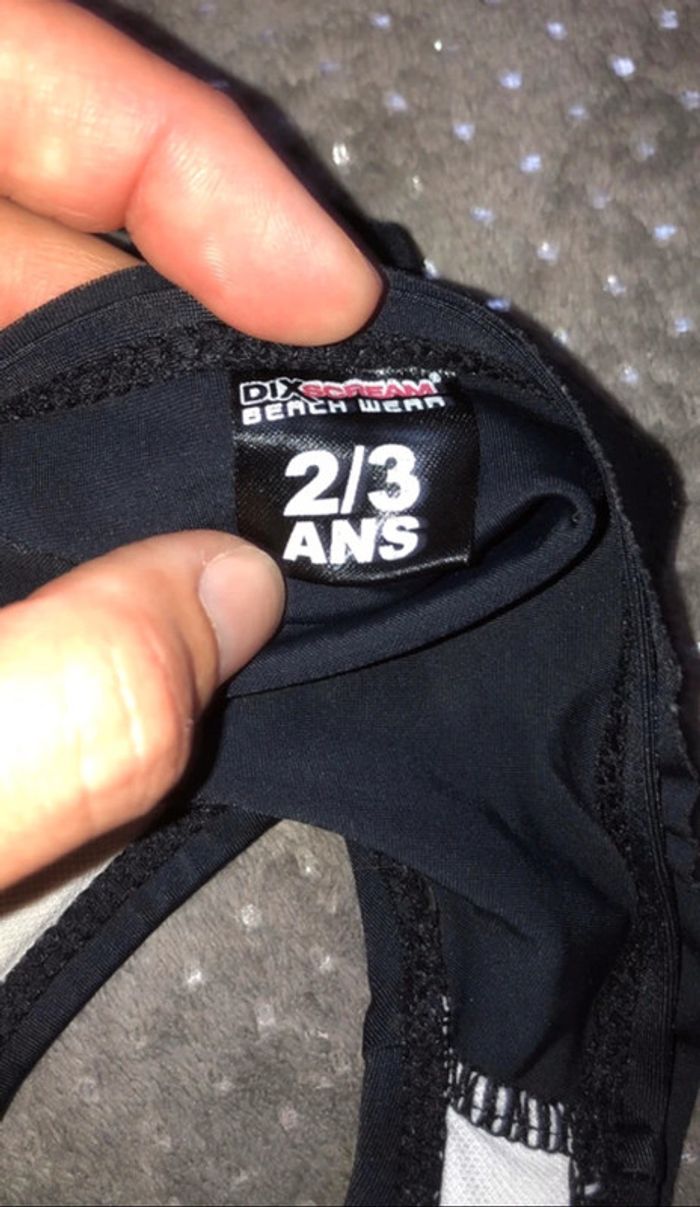 DIXSCREAM®
BEACH WEAR
2/3
ANS